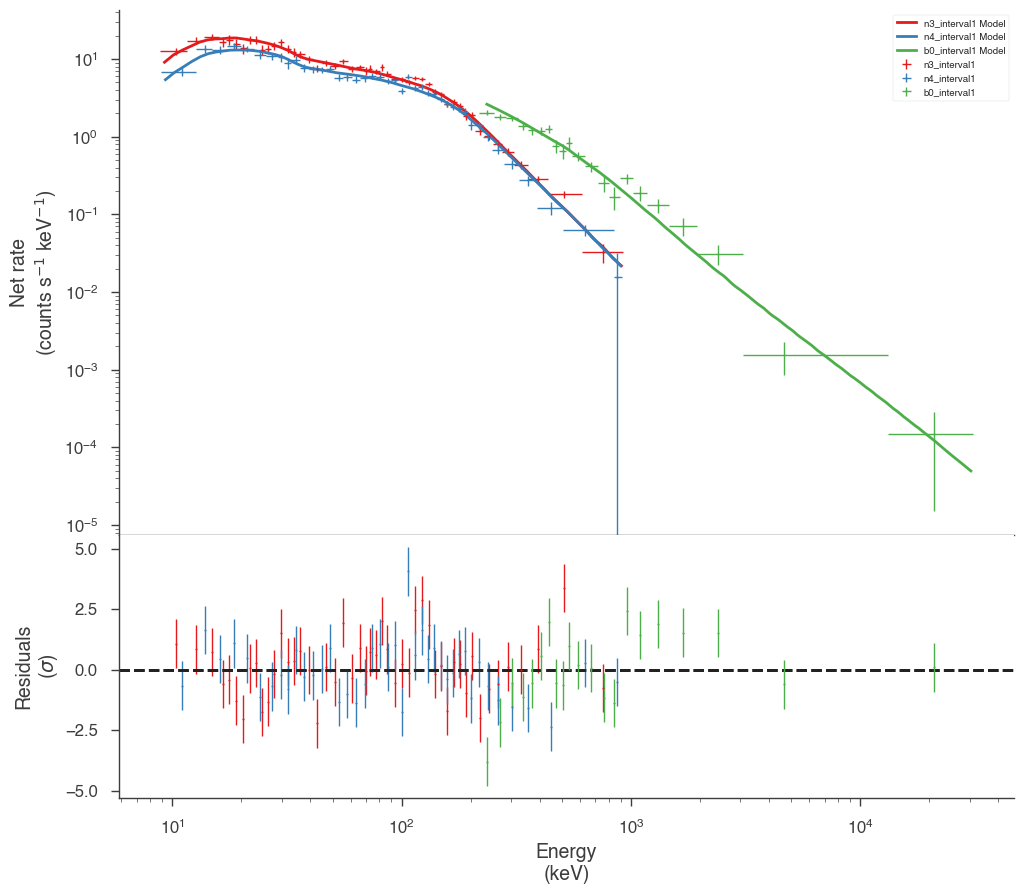 n3_interval1 Model
n4_interval1 Model
b0_interval1 Model
n3_interval1
n4_interval1
b0_interval1
Net rate
(counts s⁻¹ keV⁻¹)
10¹
10⁰
10⁻¹
10⁻²
10⁻³
10⁻⁴
10⁻⁵
Residuals
(σ)
5.0
2.5
0.0
−2.5
−5.0
10¹ 10² 10³ 10⁴
Energy
(keV)